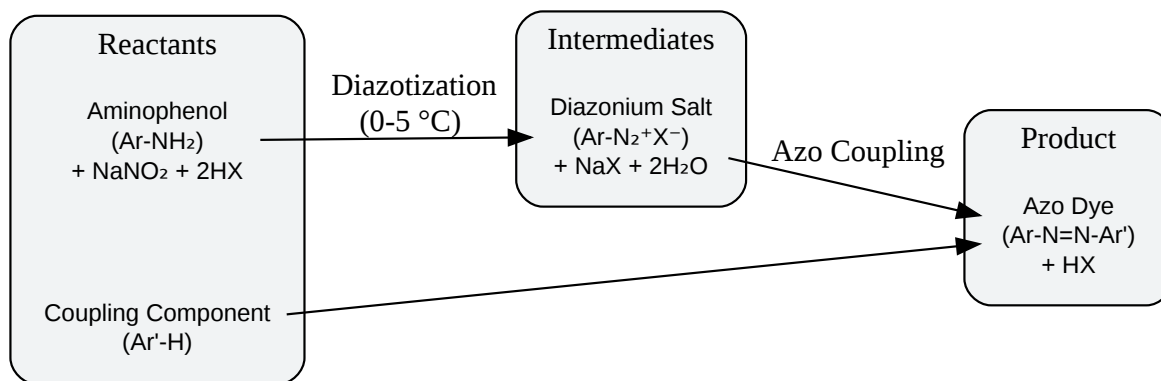 Reactants
Aminophenol
(Ar-NH₂)
+ NaNO₂ + 2HX
Coupling Component
(Ar'-H)
Diazotization
(0-5 °C)
Intermediates
Diazonium Salt
(Ar-N₂⁺X⁻)
+ NaX + 2H₂O
Azo Coupling
Product
Azo Dye
(Ar-N=N-Ar')
+ HX